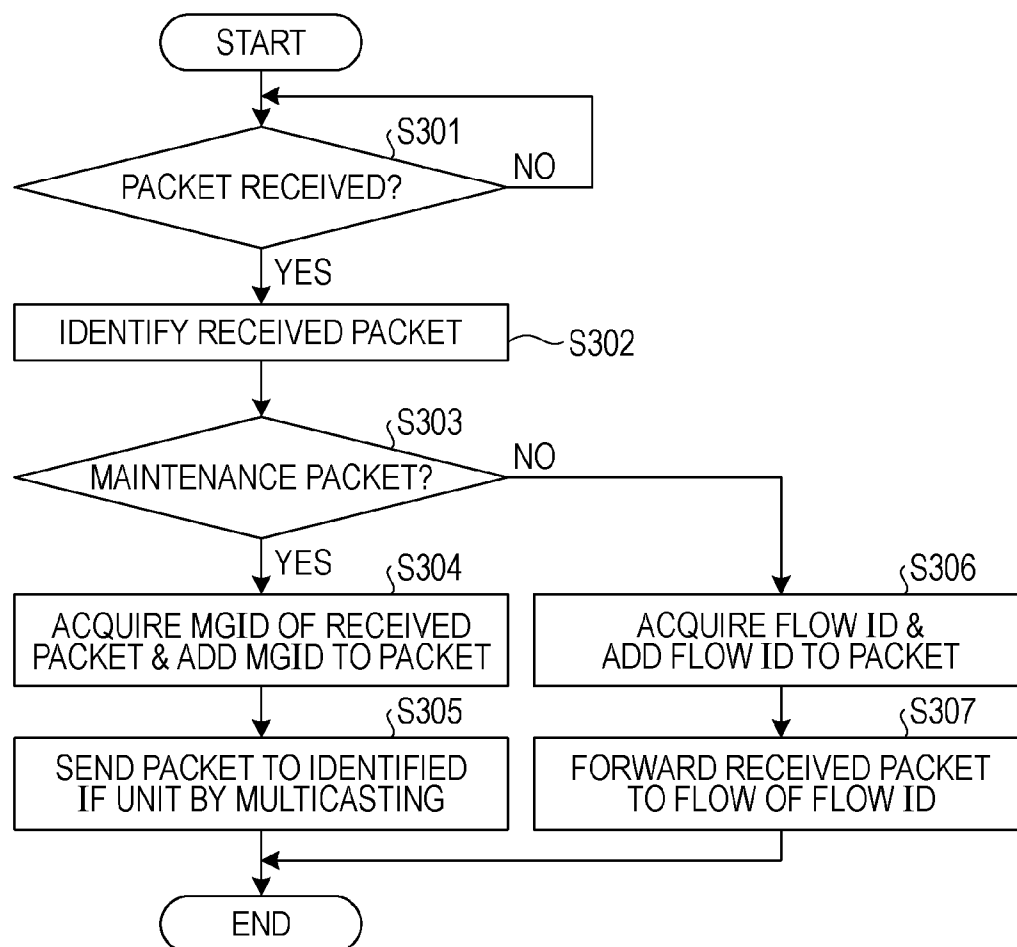 START
S301
PACKET RECEIVED?
NO
YES
IDENTIFY RECEIVED PACKET
S302
S303
MAINTENANCE PACKET?
NO
YES
S304
ACQUIRE MGID OF RECEIVED
PACKET & ADD MGID TO PACKET
S306
ACQUIRE FLOW ID &
ADD FLOW ID TO PACKET
S305
SEND PACKET TO IDENTIFIED
IF UNIT BY MULTICASTING
S307
FORWARD RECEIVED PACKET
TO FLOW OF FLOW ID
END